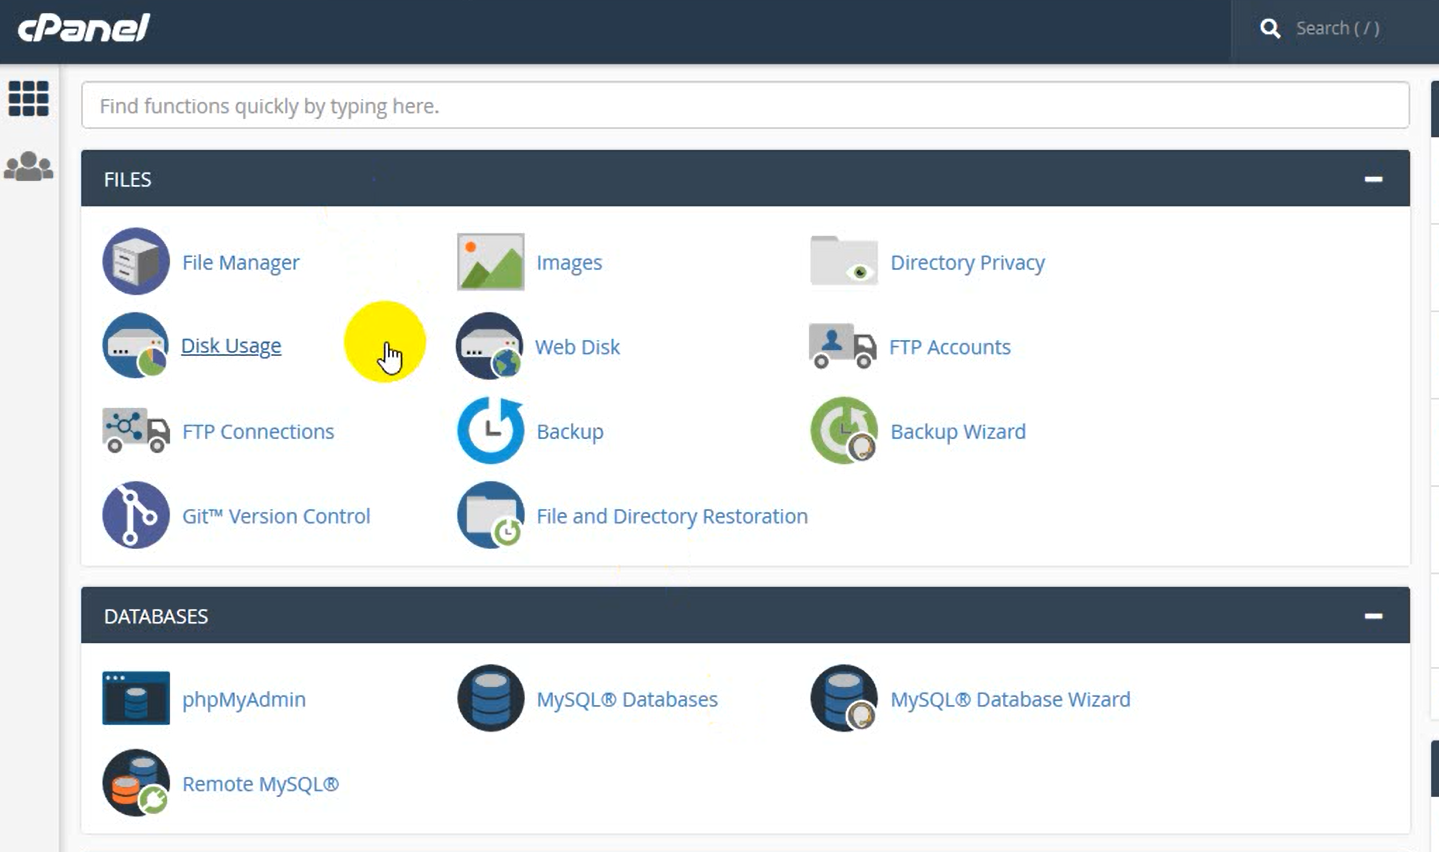 cPanel
Search ( / )
Find functions quickly by typing here.
FILES
File Manager
Images
Directory Privacy
Disk Usage
Web Disk
FTP Accounts
FTP Connections
Backup
Backup Wizard
Git™ Version Control
File and Directory Restoration
DATABASES
phpMyAdmin
MySQL® Databases
MySQL® Database Wizard
Remote MySQL®